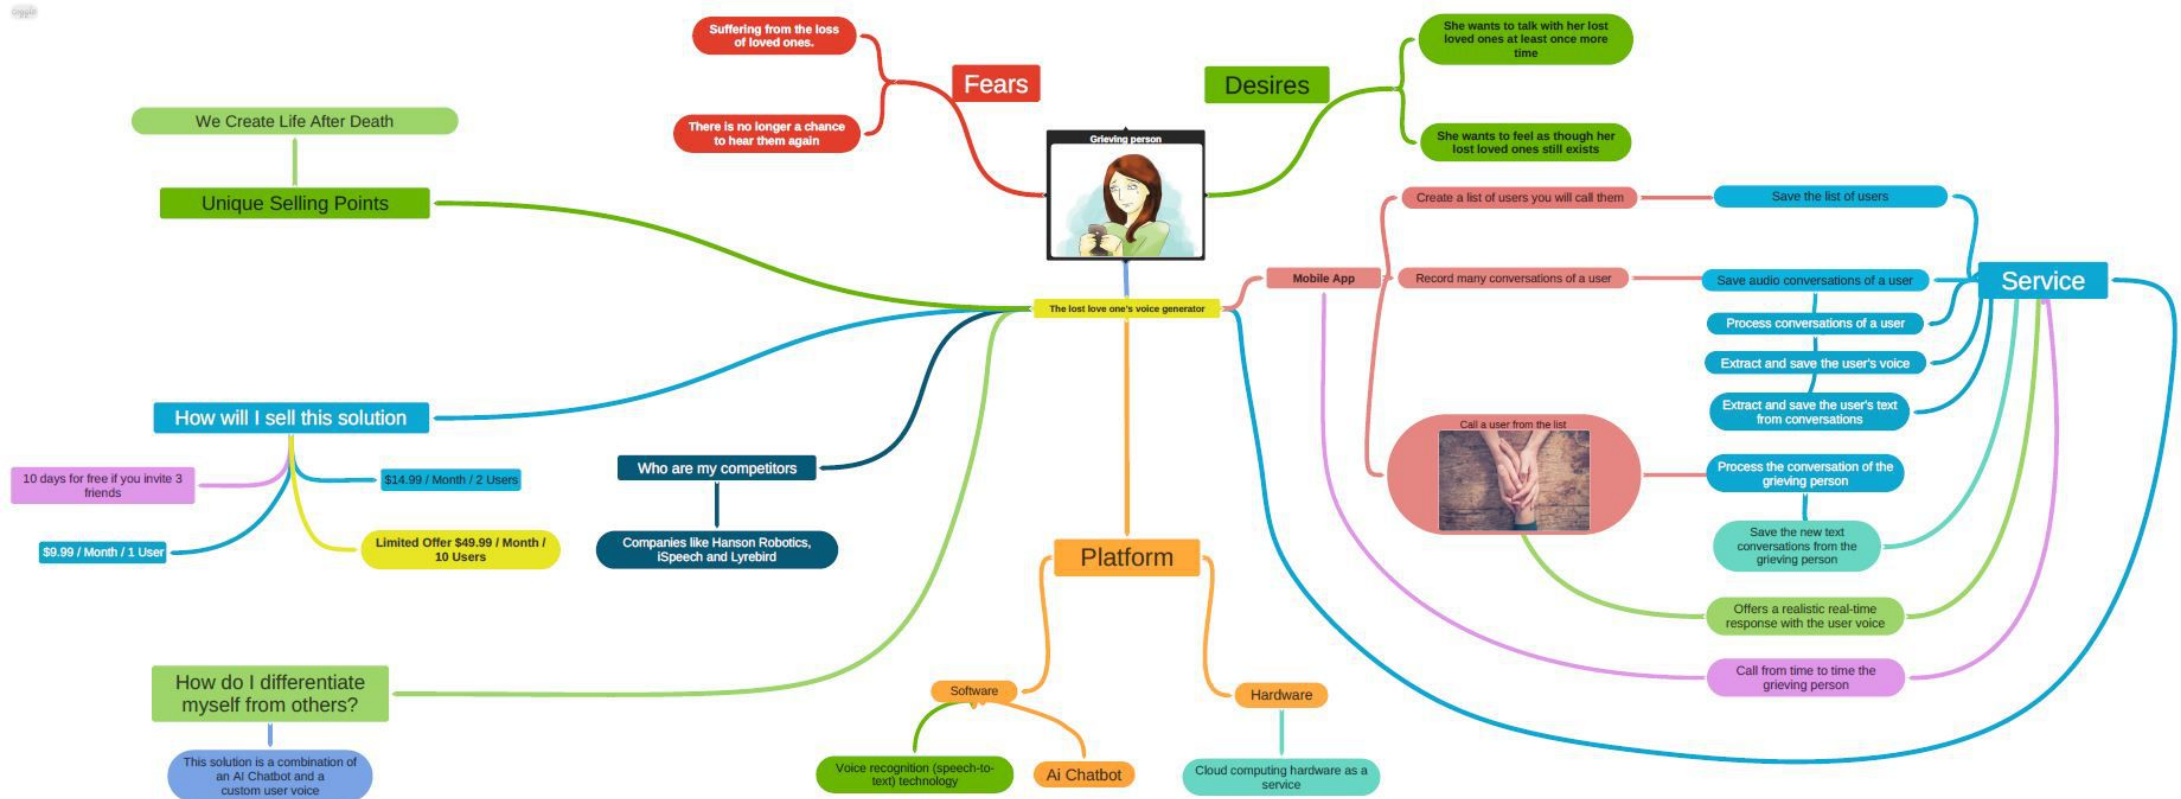 Suffering from the loss
of loved ones.
Fears
There is no longer a chance
to hear them again
Desires
She wants to talk with her lost
loved ones at least once more
time
She wants to feel as though her
lost loved ones still exists
Grieving person
We Create Life After Death
Unique Selling Points
The lost love one's voice generator
Mobile App
Create a list of users you will call them
Record many conversations of a user
Call a user from the list
Save the list of users
Service
Save audio conversations of a user
Process conversations of a user
Extract and save the user's voice
Extract and save the user's text
from conversations
Process the conversation of the
grieving person
Save the new text
conversations from the
grieving person
Offers a realistic real-time
response with the user voice
Call from time to time the
grieving person
How will I sell this solution
10 days for free if you invite 3
friends
$14.99 / Month / 2 Users
$9.99 / Month / 1 User
Limited Offer $49.99 / Month /
10 Users
Who are my competitors
Companies like Hanson Robotics,
iSpeech and Lyrebird
How do I differentiate
myself from others?
This solution is a combination of
an AI Chatbot and a
custom user voice
Platform
Software
Voice recognition (speech-to-
text) technology
Ai Chatbot
Hardware
Cloud computing hardware as a
service